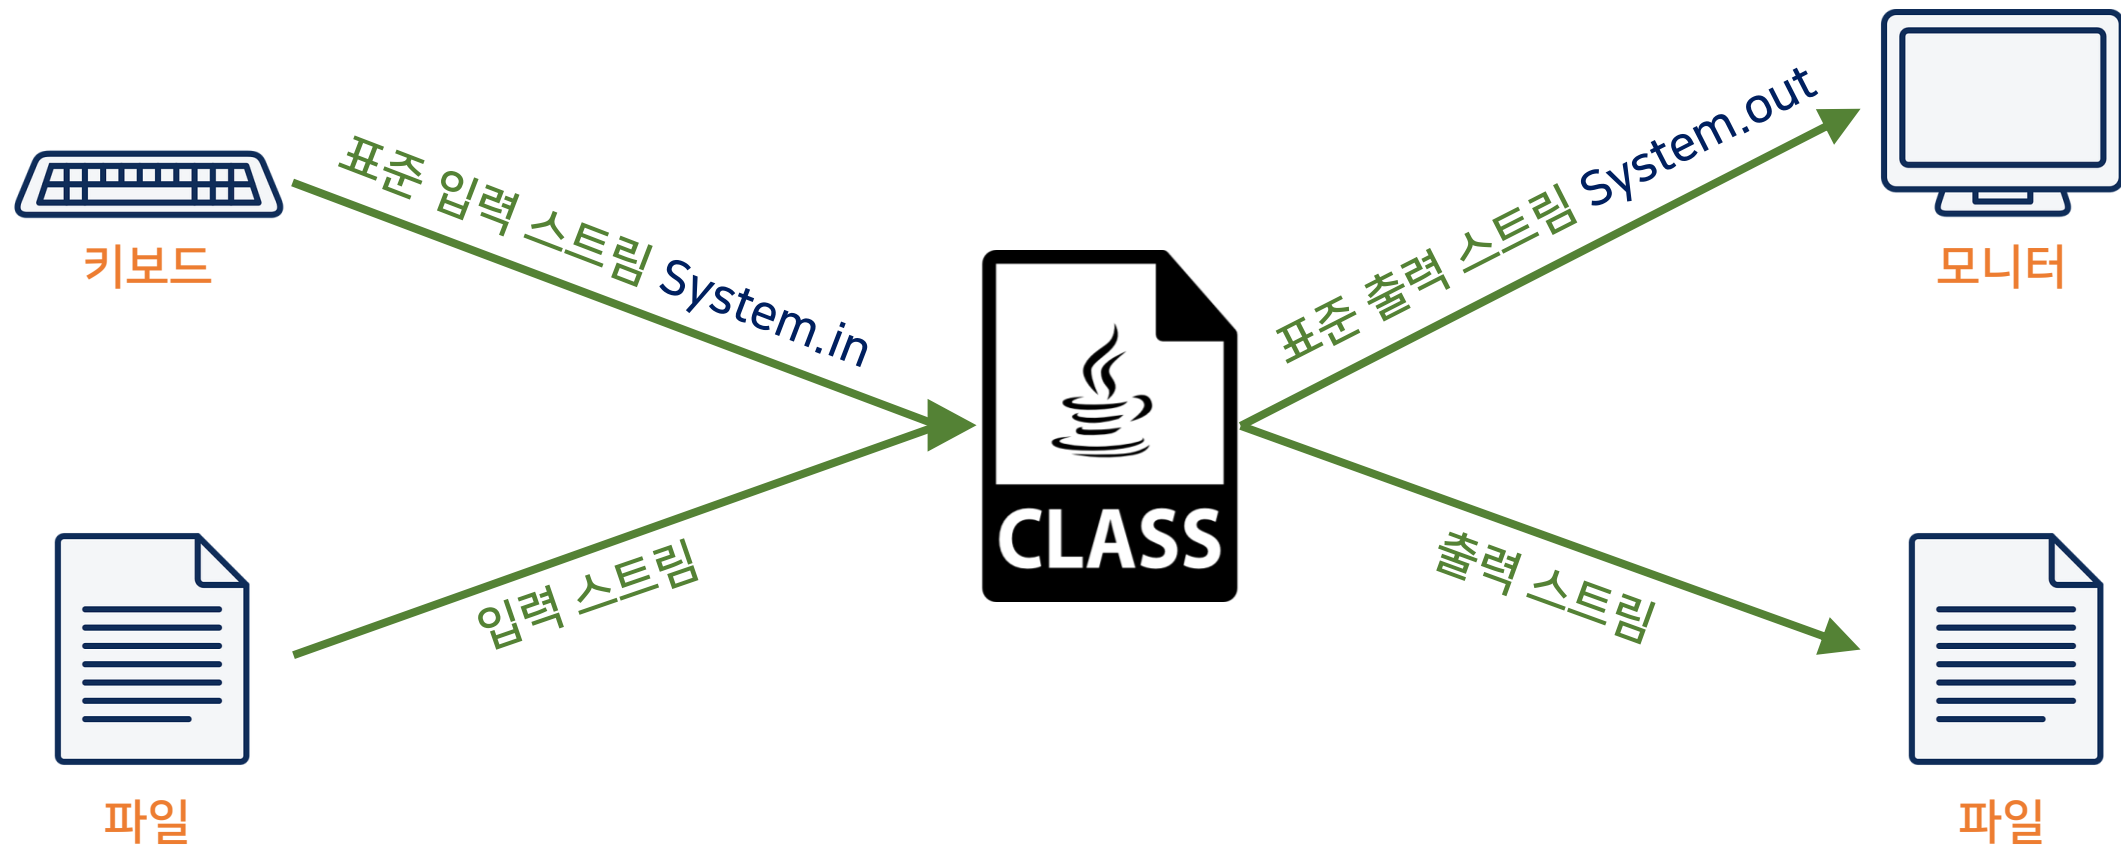 표준 입력 스트림 System.in
키보드
입력 스트림
파일
CLASS
표준 출력 스트림 System.out
모니터
출력 스트림
파일